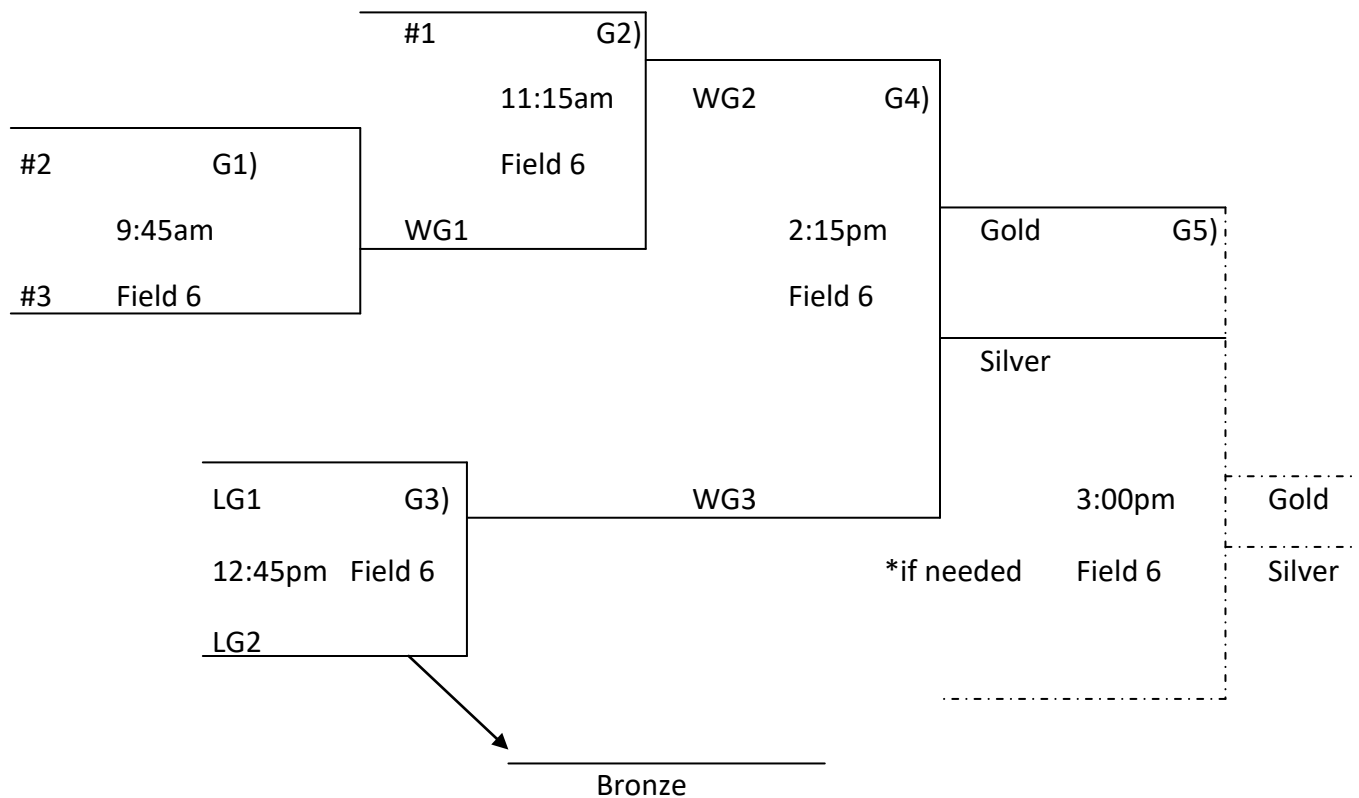 #1 G2)
11:15am
Field 6
WG2 G4)
#2 G1)
9:45am
#3 Field 6
WG1
2:15pm
Field 6
Gold G5)
Silver
LG1 G3)
12:45pm Field 6
LG2
WG3
3:00pm
*if needed Field 6
Gold
Silver
Bronze